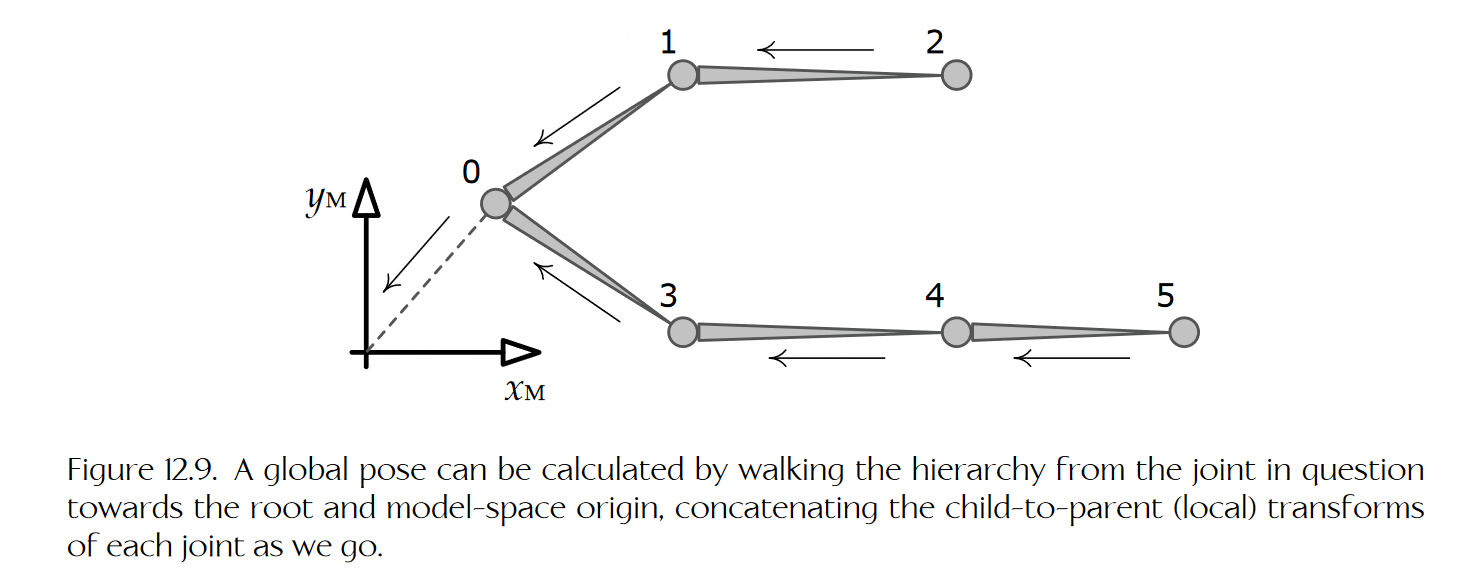 1
2
0
yM
3
4
5
xM
Figure 12.9. A global pose can be calculated by walking the hierarchy from the joint in question
towards the root and model-space origin, concatenating the child-to-parent (local) transforms
of each joint as we go.